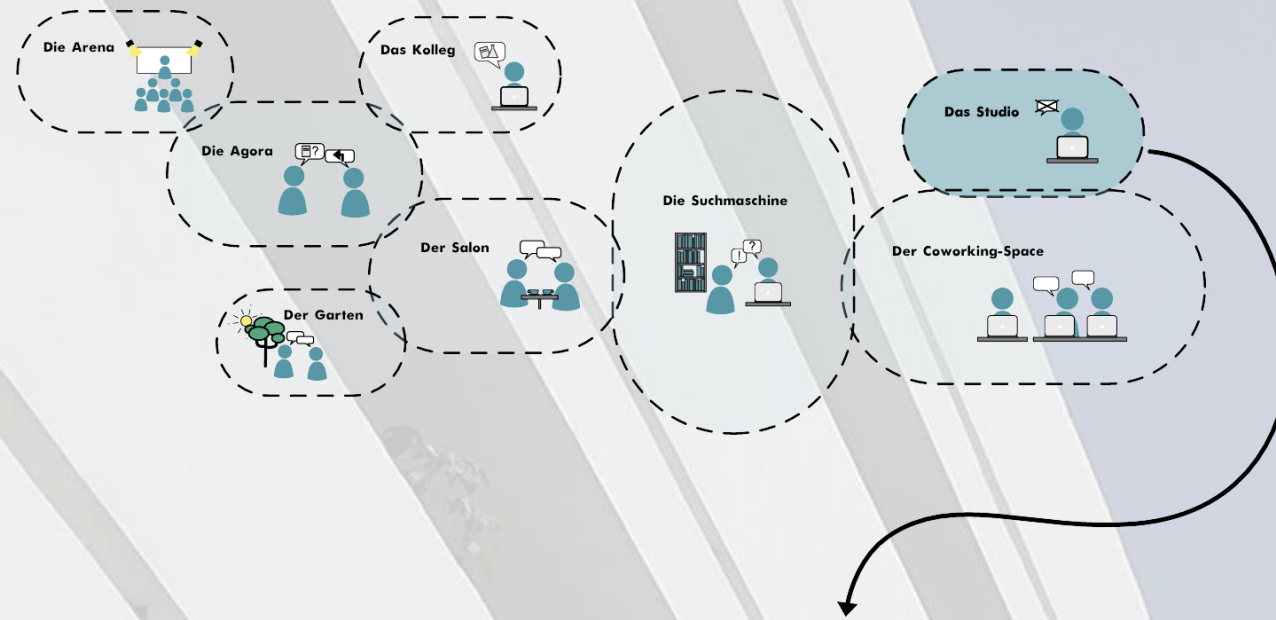 Die Arena
Das Kolleg
Die Agora
?
Der Salon
Der Garten
Die Suchmaschine
!
?
Das Studio
Der Coworking-Space